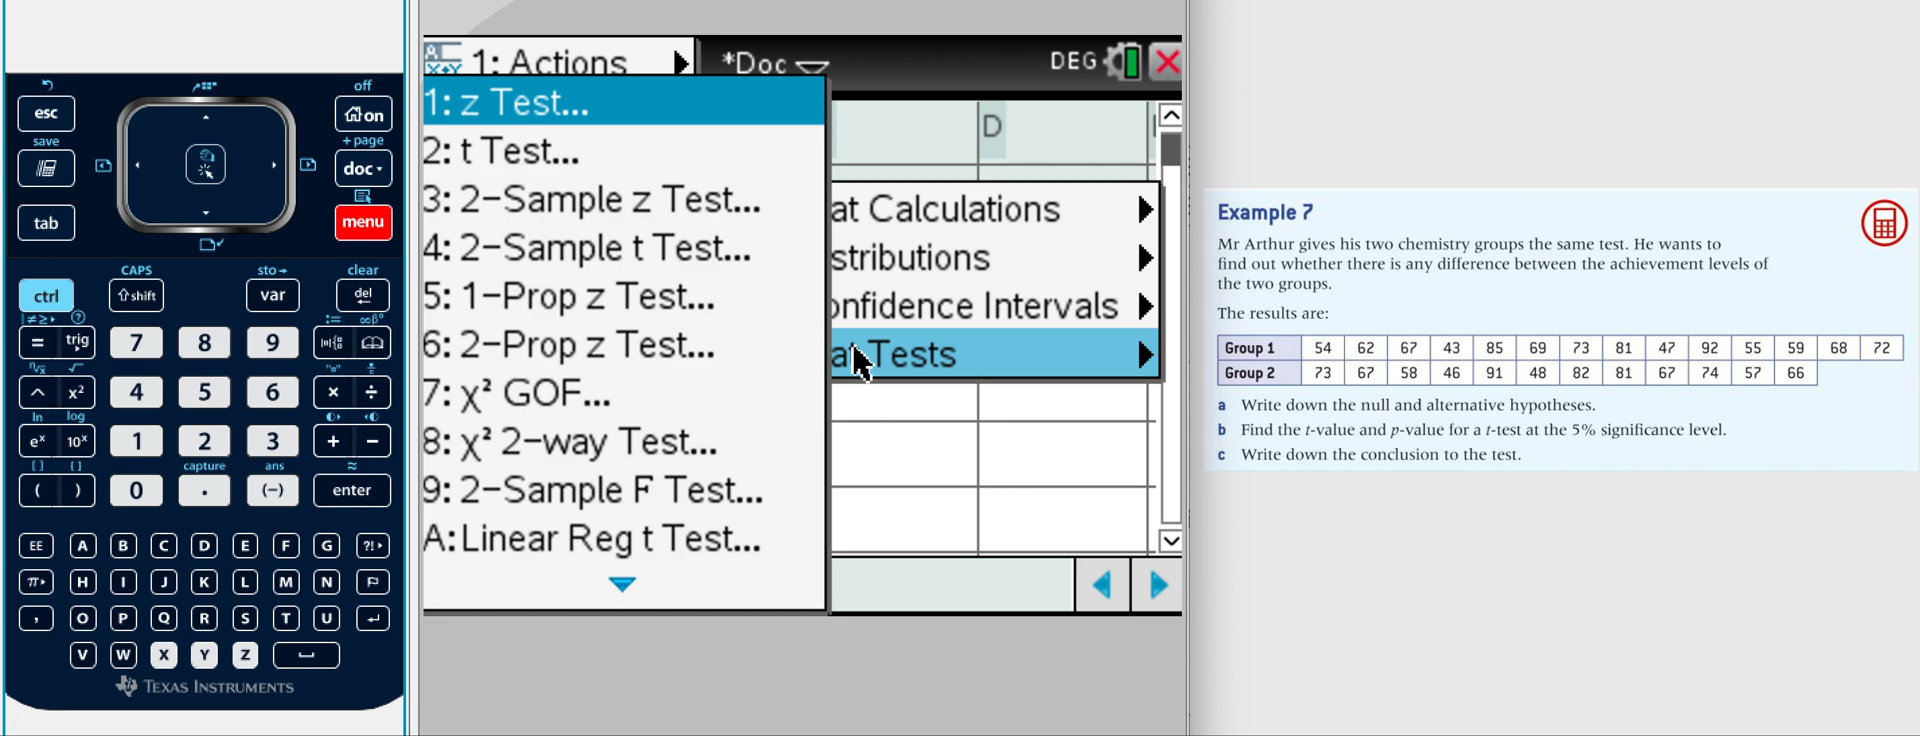 off
esc
on
save
+ page
doc
tab
menu
CAPS
sto→
clear
ctrl
⇧shift
var
del
|≠≥▸
?
:=
∞β°
=
trig
7
8
9
^
x²
4
5
6
×
÷
ln
log
eˣ
10ˣ
1
2
3
+
−
[ ]
{ }
capture
ans
≈
(
)
0
.
(−)
enter
EE
A
B
C
D
E
F
G
?!▸
π▸
H
I
J
K
L
M
N
,
O
P
Q
R
S
T
U
V
W
X
Y
Z
TEXAS INSTRUMENTS
1: Actions
*Doc
DEG
1: z Test...
2: t Test...
3: 2-Sample z Test...
4: 2-Sample t Test...
5: 1-Prop z Test...
6: 2-Prop z Test...
7: χ² GOF...
8: χ² 2-way Test...
9: 2-Sample F Test...
A: Linear Reg t Test...
D
at Calculations
stributions
onfidence Intervals
at Tests
Example 7
Mr Arthur gives his two chemistry groups the same test. He wants to
find out whether there is any difference between the achievement levels of
the two groups.
The results are:
Group 1 54 62 67 43 85 69 73 81 47 92 55 59 68 72
Group 2 73 67 58 46 91 48 82 81 67 74 57 66
a Write down the null and alternative hypotheses.
b Find the t-value and p-value for a t-test at the 5% significance level.
c Write down the conclusion to the test.